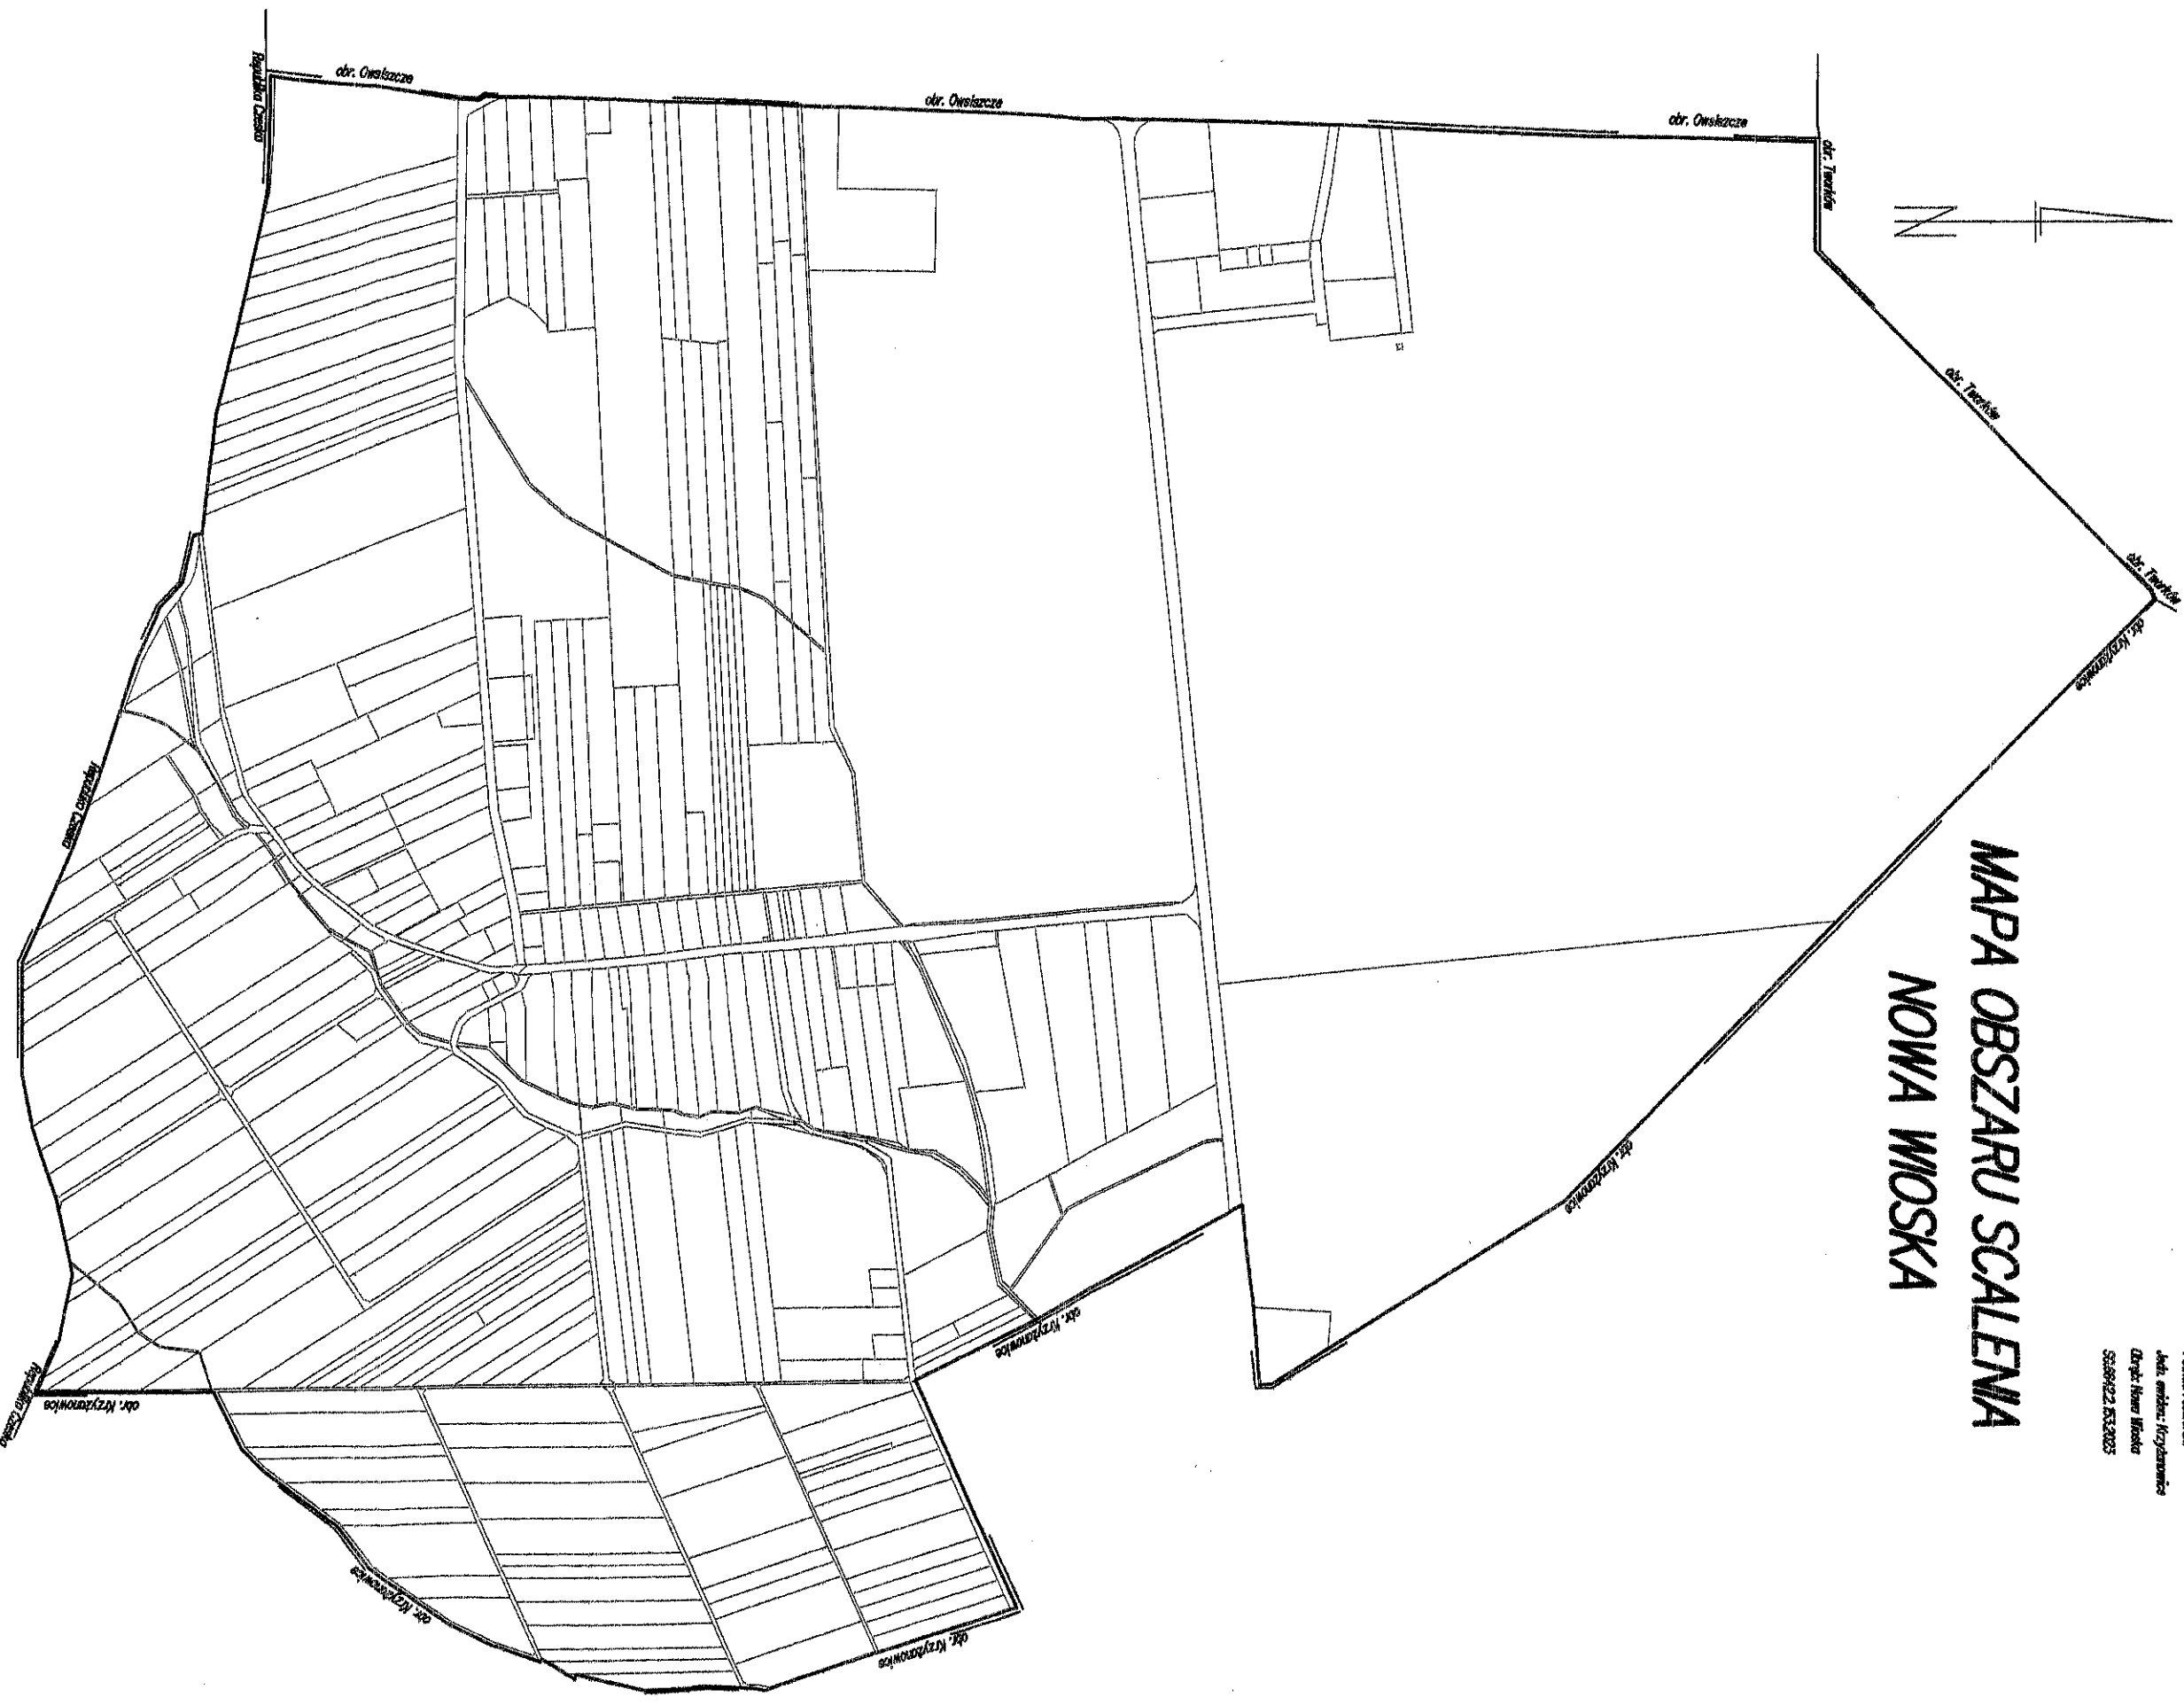 MAPA OBSZARU SCALENIA
NOWA WIOSKA
Jedn. ewiden.: Krzyżanowice
Obręb: Nowa Wioska
obr. Tworków
obr. Tworków
obr. Tworków
obr. Krzyżanowice
obr. Krzyżanowice
obr. Krzyżanowice
obr. Krzyżanowice
obr. Krzyżanowice
obr. Krzyżanowice
obr. Owsiszcze
obr. Owsiszcze
obr. Owsiszcze
Republika Czeska
Republika Czeska
Republika Czeska
N
13